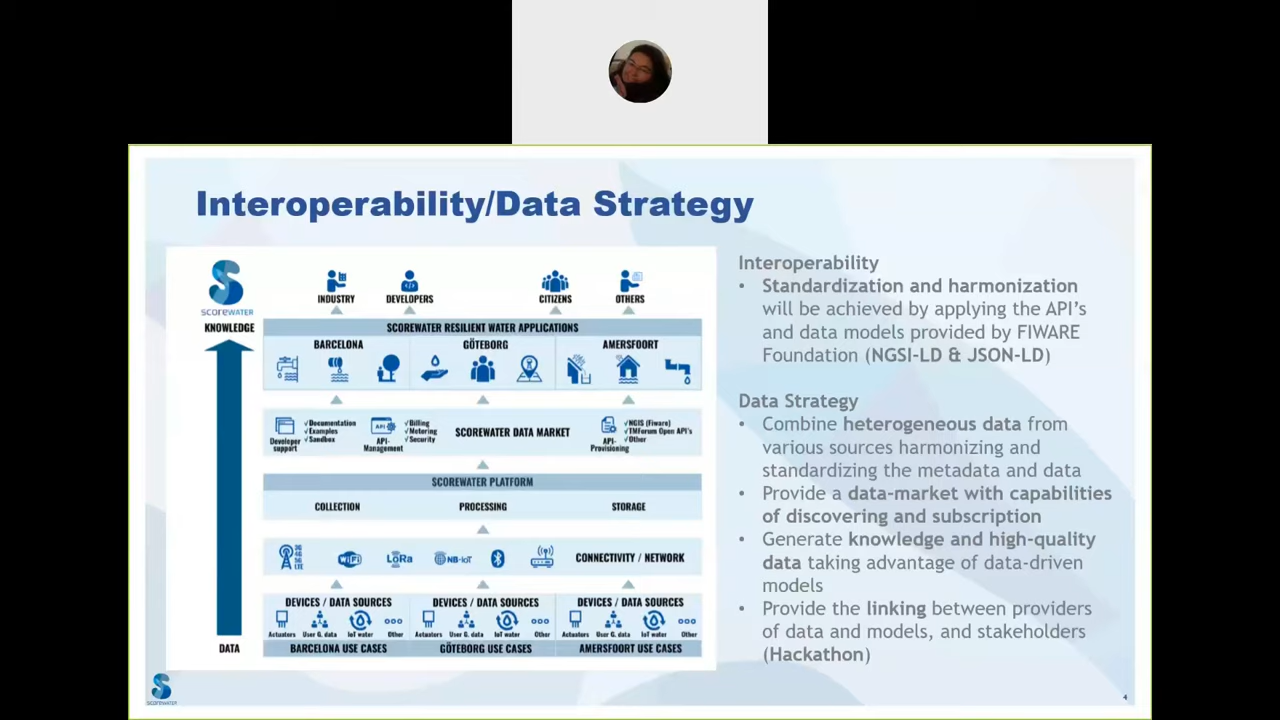 Interoperability/Data Strategy
scoreWATER
KNOWLEDGE
DATA
INDUSTRY DEVELOPERS CITIZENS OTHERS
SCOREWATER RESILIENT WATER APPLICATIONS
BARCELONA GÖTEBORG AMERSFOORT
Developer support
√Documentation
√Examples
√Sandbox
API
API-Management
√Billing
√Metering
√Security
SCOREWATER DATA MARKET
API-Provisioning
√NGIS (Fiware)
√TMForum Open API's
√Other
SCOREWATER PLATFORM
COLLECTION PROCESSING STORAGE
3G
4G
5G
LTE
WiFi LoRa NB-IoT CONNECTIVITY / NETWORK
DEVICES / DATA SOURCES DEVICES / DATA SOURCES DEVICES / DATA SOURCES
Actuators User G. data IoT water Other Actuators User G. data IoT water Other Actuators User G. data IoT water Other
BARCELONA USE CASES GÖTEBORG USE CASES AMERSFOORT USE CASES
Interoperability
• Standardization and harmonization
will be achieved by applying the API's
and data models provided by FIWARE
Foundation (NGSI-LD & JSON-LD)
Data Strategy
• Combine heterogeneous data from
various sources harmonizing and
standardizing the metadata and data
• Provide a data-market with capabilities
of discovering and subscription
• Generate knowledge and high-quality
data taking advantage of data-driven
models
• Provide the linking between providers
of data and models, and stakeholders
(Hackathon)
scoreWATER
4